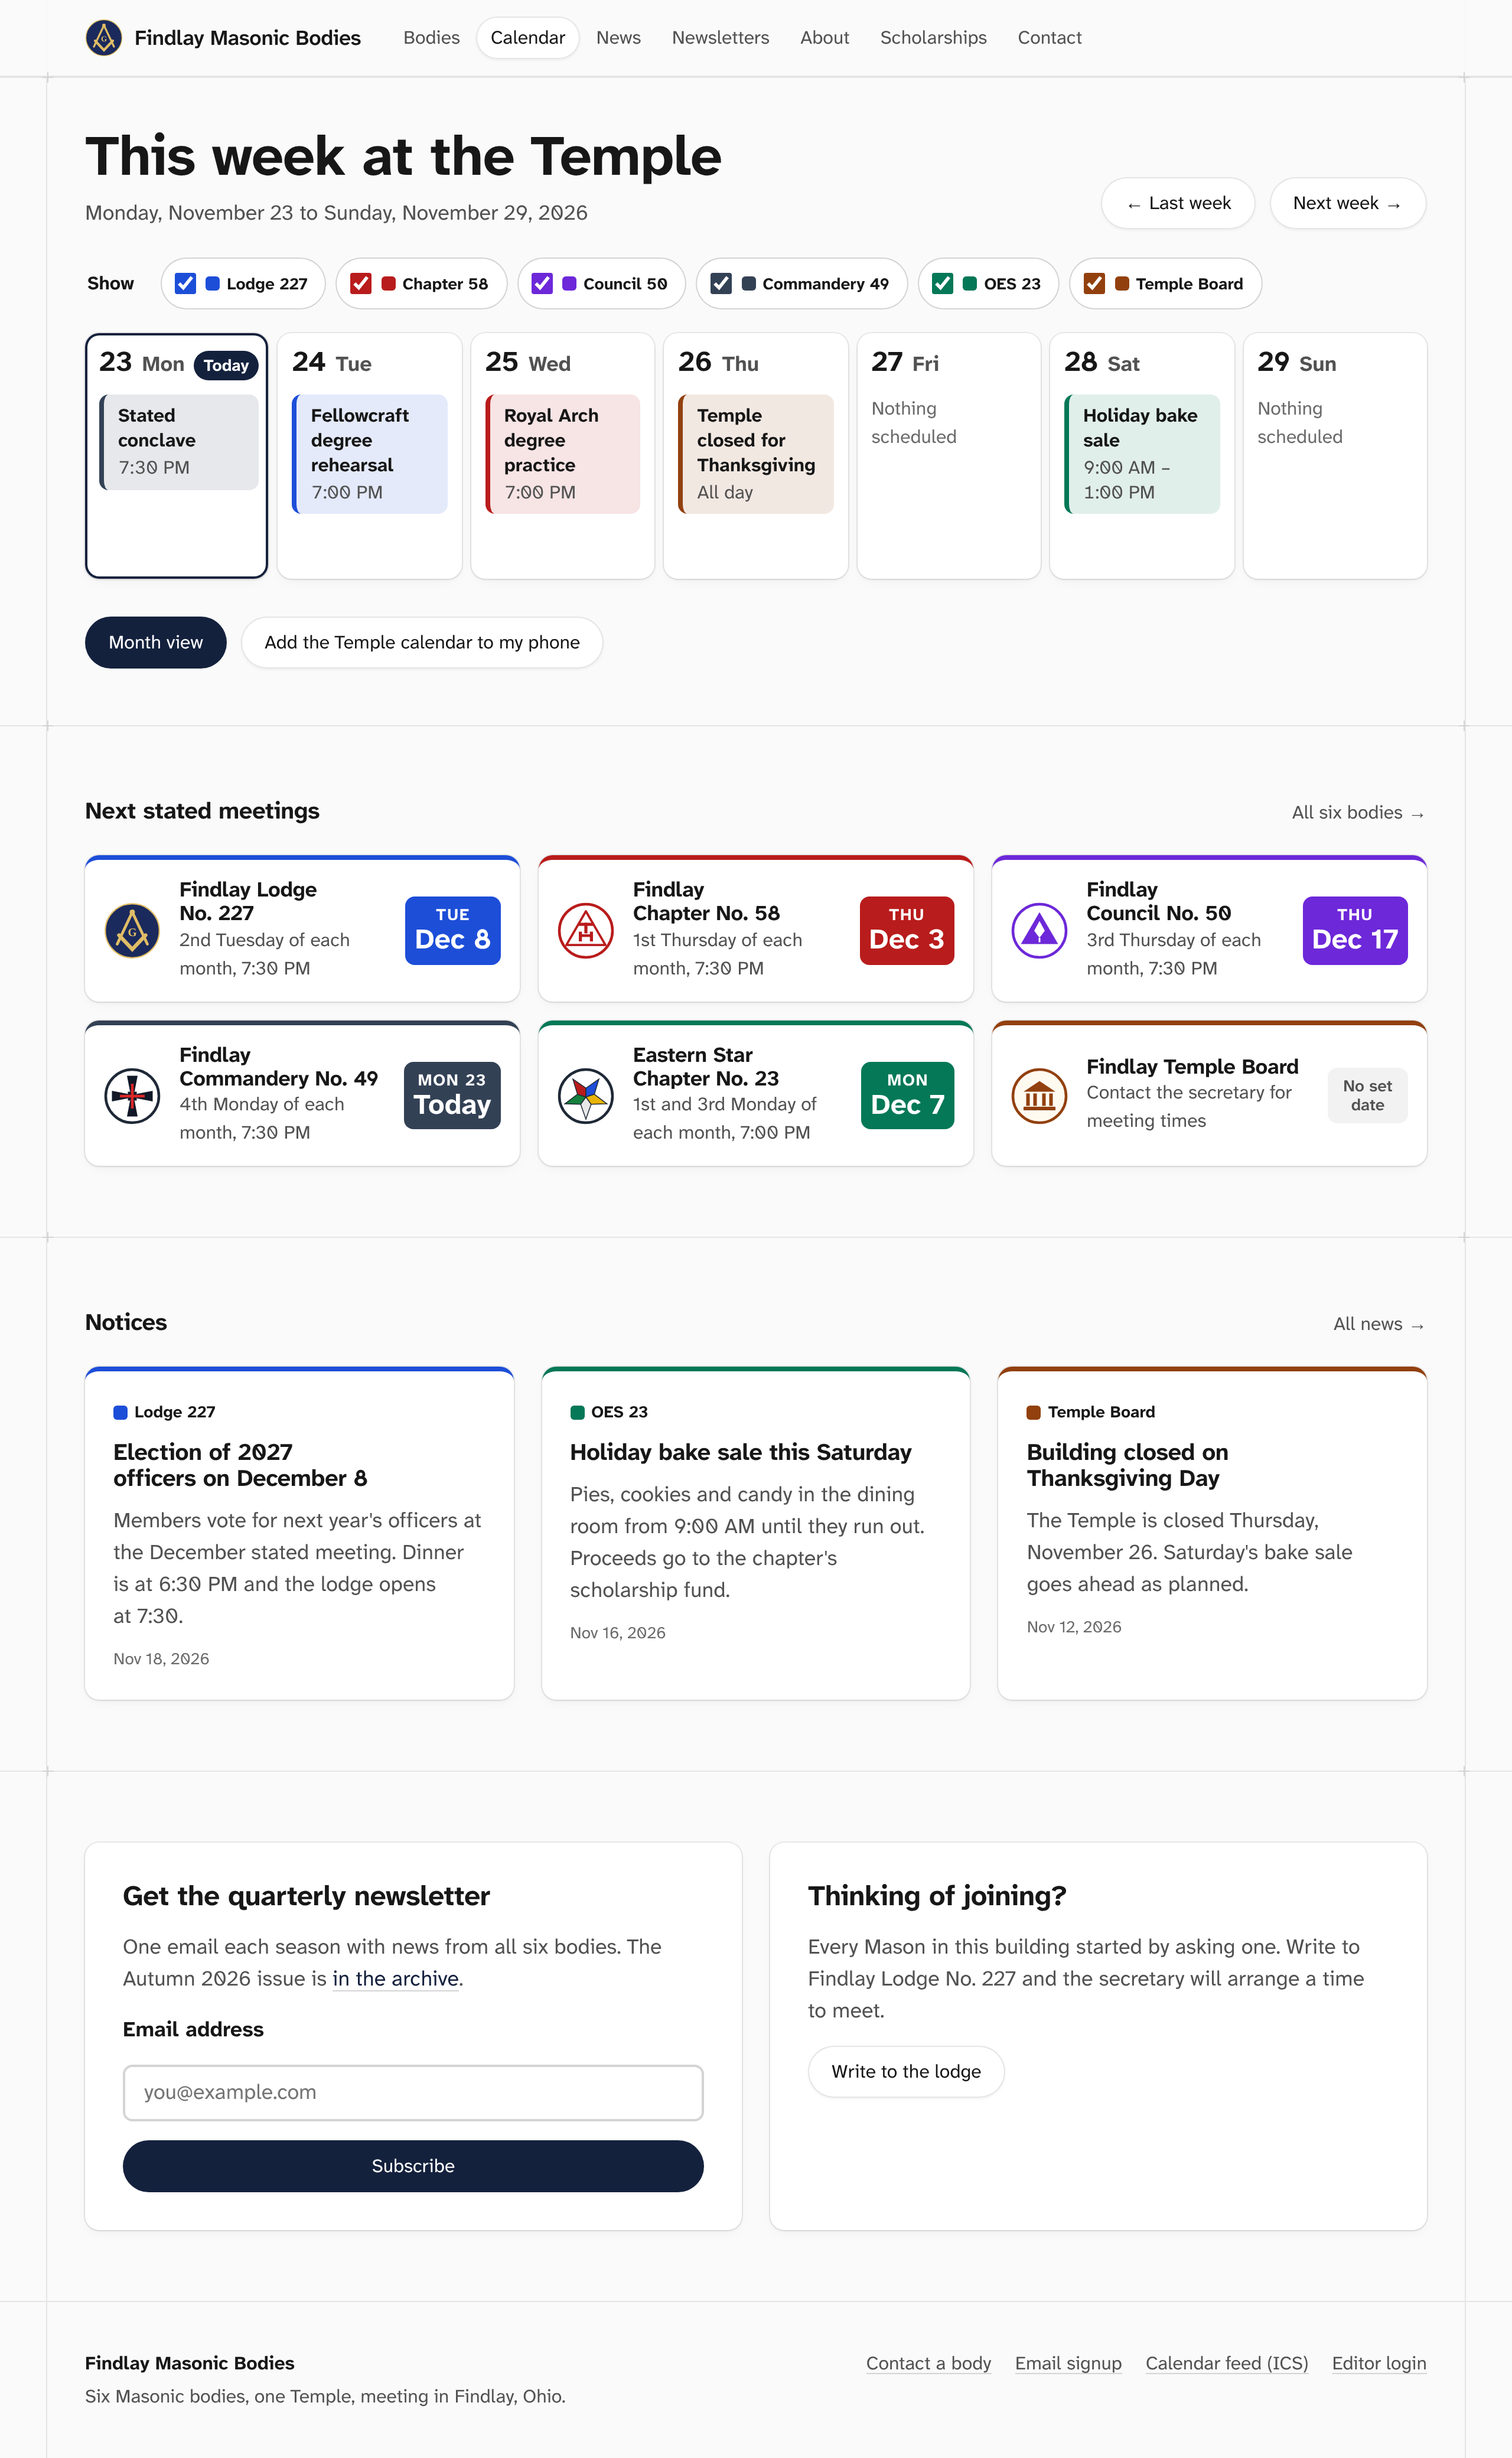 Findlay Masonic Bodies Bodies Calendar News Newsletters About Scholarships Contact
This week at the Temple
Monday, November 23 to Sunday, November 29, 2026
← Last week Next week →
Show Lodge 227 Chapter 58 Council 50 Commandery 49 OES 23 Temple Board
23 Mon Today
Stated
conclave
7:30 PM
24 Tue
Fellowcraft
degree
rehearsal
7:00 PM
25 Wed
Royal Arch
degree
practice
7:00 PM
26 Thu
Temple
closed for
Thanksgiving
All day
27 Fri
Nothing
scheduled
28 Sat
Holiday bake
sale
9:00 AM –
1:00 PM
29 Sun
Nothing
scheduled
Month view Add the Temple calendar to my phone
Next stated meetings
All six bodies →
G
Findlay Lodge
No. 227
2nd Tuesday of each
month, 7:30 PM
TUE
Dec 8
Findlay
Chapter No. 58
1st Thursday of each
month, 7:30 PM
THU
Dec 3
Findlay
Council No. 50
3rd Thursday of each
month, 7:30 PM
THU
Dec 17
Findlay
Commandery No. 49
4th Monday of each
month, 7:30 PM
MON 23
Today
Eastern Star
Chapter No. 23
1st and 3rd Monday of
each month, 7:00 PM
MON
Dec 7
Findlay Temple Board
Contact the secretary for
meeting times
No set
date
Notices
All news →
Lodge 227
Election of 2027
officers on December 8
Members vote for next year's officers at
the December stated meeting. Dinner
is at 6:30 PM and the lodge opens
at 7:30.
Nov 18, 2026
OES 23
Holiday bake sale this Saturday
Pies, cookies and candy in the dining
room from 9:00 AM until they run out.
Proceeds go to the chapter's
scholarship fund.
Nov 16, 2026
Temple Board
Building closed on
Thanksgiving Day
The Temple is closed Thursday,
November 26. Saturday's bake sale
goes ahead as planned.
Nov 12, 2026
Get the quarterly newsletter
One email each season with news from all six bodies. The
Autumn 2026 issue is in the archive.
Email address
you@example.com
Subscribe
Thinking of joining?
Every Mason in this building started by asking one. Write to
Findlay Lodge No. 227 and the secretary will arrange a time
to meet.
Write to the lodge
Findlay Masonic Bodies
Six Masonic bodies, one Temple, meeting in Findlay, Ohio.
Contact a body Email signup Calendar feed (ICS) Editor login